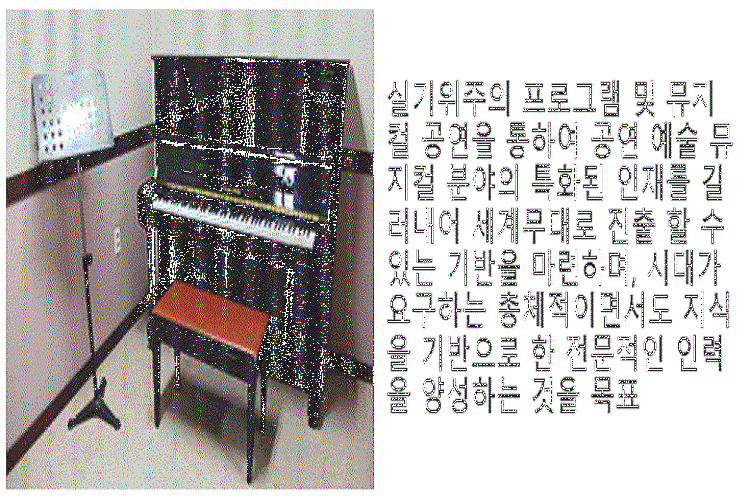 실기위주의 프로그램 및 뮤지
컬 공연을 통하여 공연 예술 뮤
지컬 분야의 특화된 인재를 길
러내어 세계무대로 진출 할 수
있는 기반을 마련하며, 시대가
요구하는 총체적이면서도 지식
을 기반으로 한 전문적인 인력
을 양성하는 것을 목표